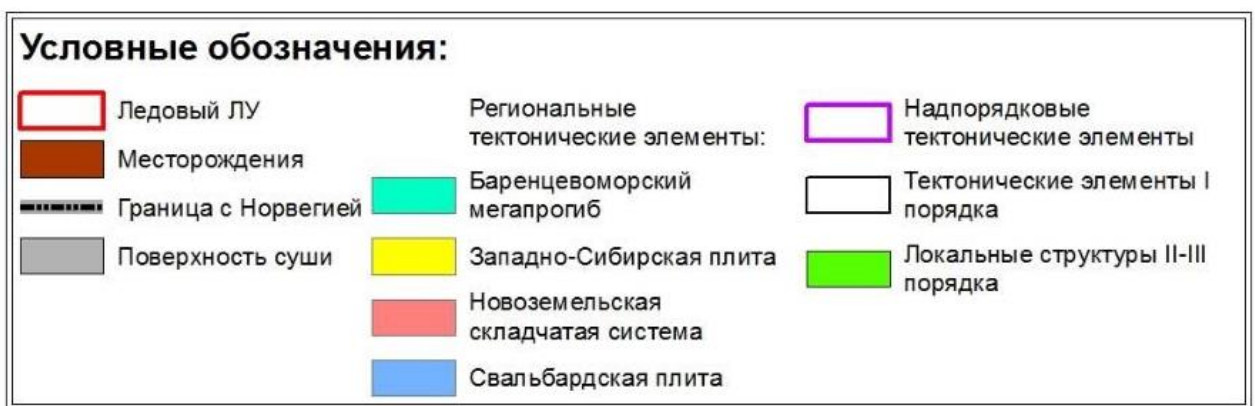 Условные обозначения:
Ледовый ЛУ
Месторождения
Граница с Норвегией
Поверхность суши
Региональные
тектонические элементы:
Баренцевоморский
мегапрогиб
Западно-Сибирская плита
Новоземельская
складчатая система
Свальбардская плита
Надпорядковые
тектонические элементы
Тектонические элементы I
порядка
Локальные структуры II-III
порядка